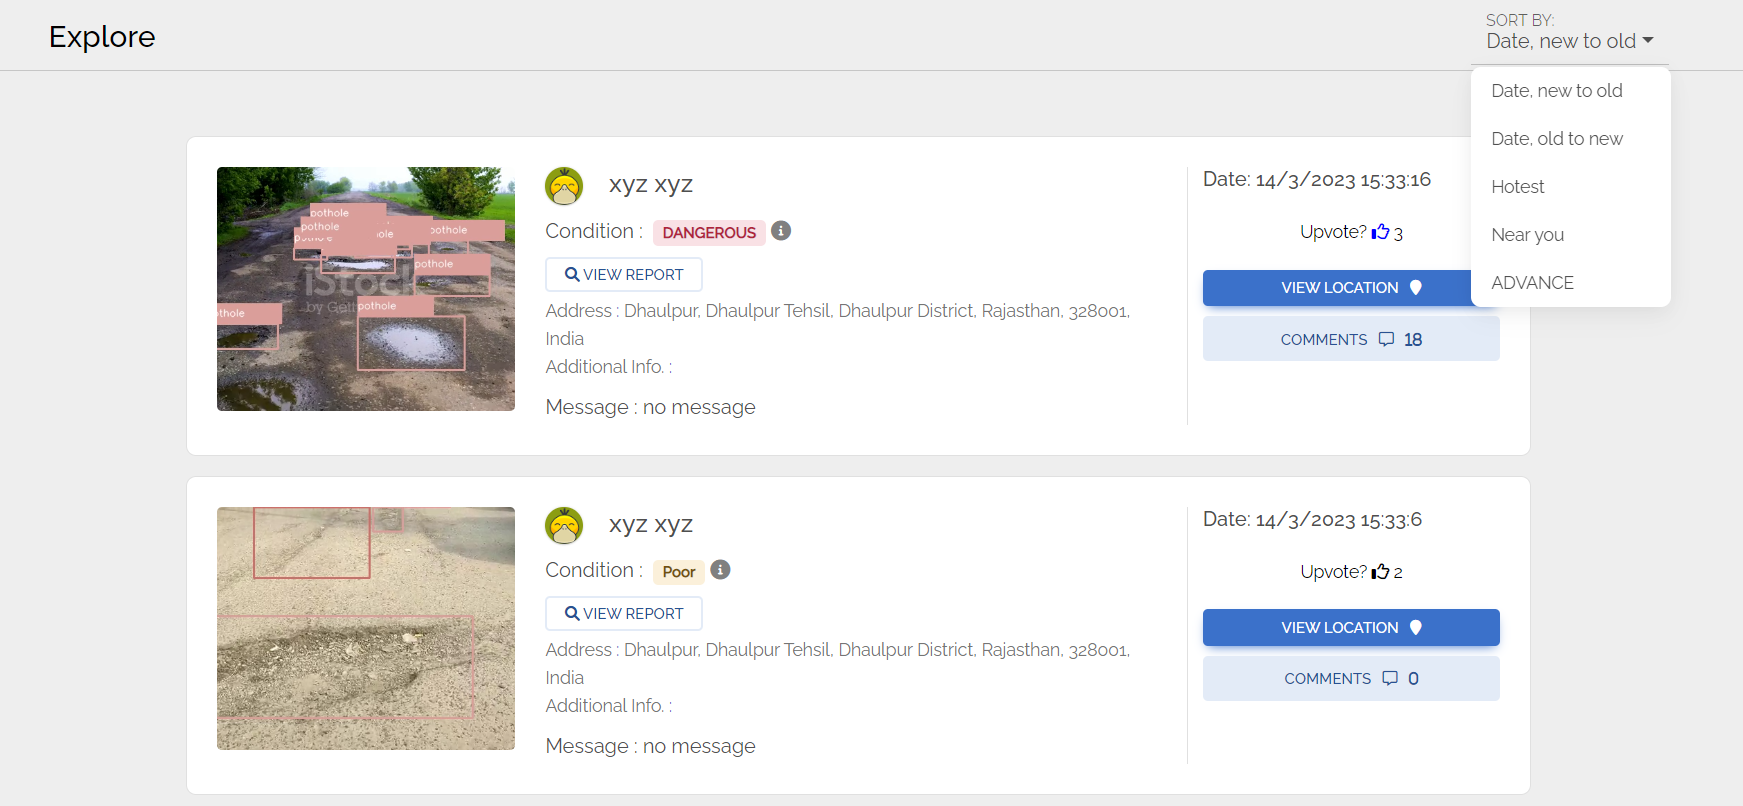 Explore
SORT BY:
Date, new to old
Date, new to old
Date, old to new
Hotest
Near you
ADVANCE
pothole
pothole
hole
pothole
pothole
pothole
thole
pothole
iStock
by Gett
xyz xyz
Condition : DANGEROUS
VIEW REPORT
Address : Dhaulpur, Dhaulpur Tehsil, Dhaulpur District, Rajasthan, 328001,
India
Additional Info. :
Message : no message
Date: 14/3/2023 15:33:16
Upvote? 3
VIEW LOCATION
COMMENTS 18
xyz xyz
Condition : Poor
VIEW REPORT
Address : Dhaulpur, Dhaulpur Tehsil, Dhaulpur District, Rajasthan, 328001,
India
Additional Info. :
Message : no message
Date: 14/3/2023 15:33:6
Upvote? 2
VIEW LOCATION
COMMENTS 0